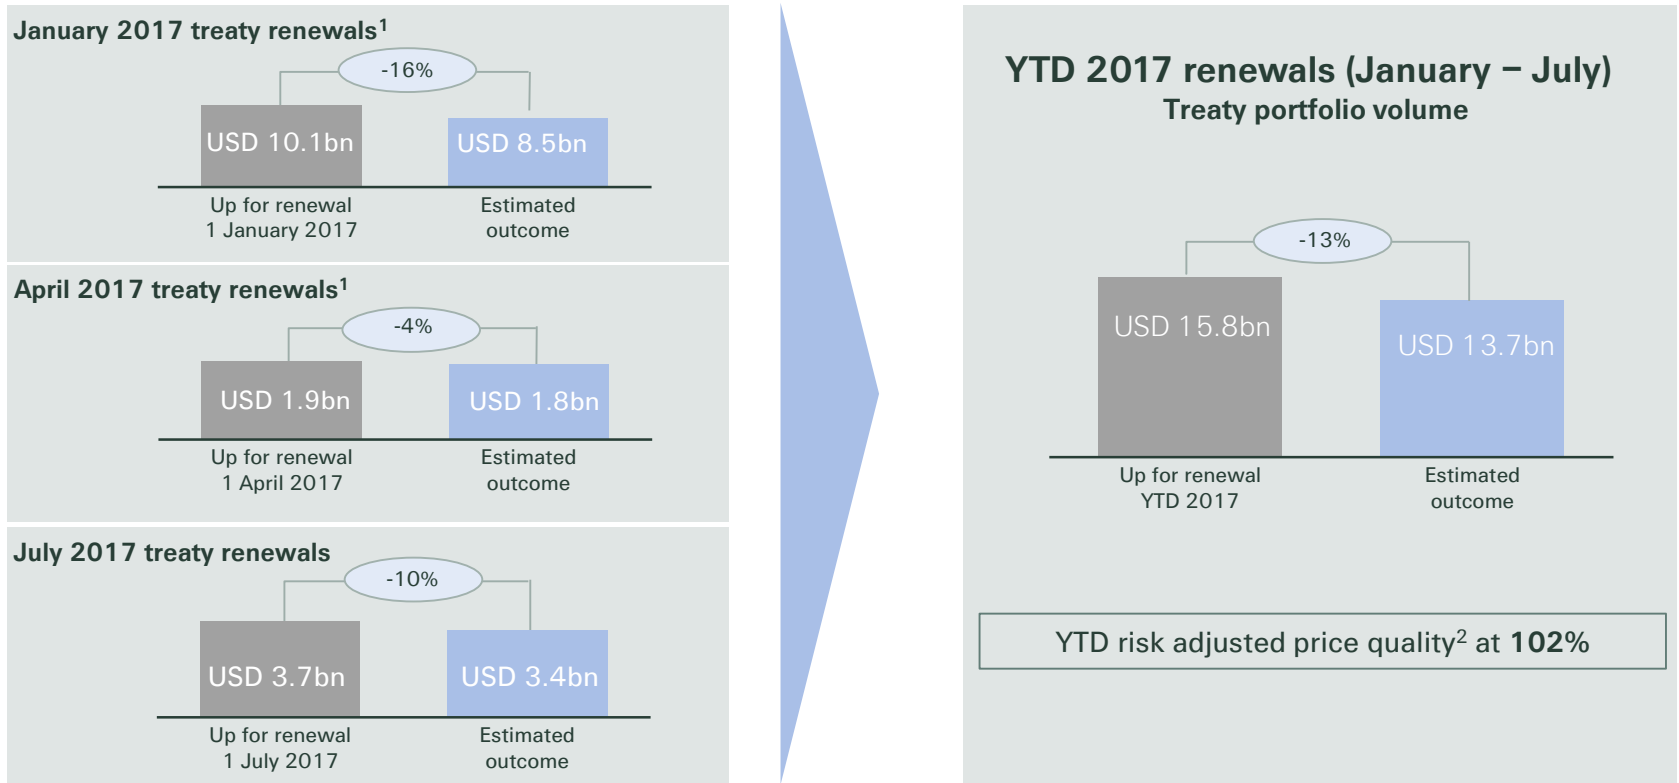 January 2017 treaty renewals¹
-16%
USD 10.1bn
USD 8.5bn
Up for renewal
1 January 2017
Estimated
outcome
April 2017 treaty renewals¹
-4%
USD 1.9bn
USD 1.8bn
Up for renewal
1 April 2017
Estimated
outcome
July 2017 treaty renewals
-10%
USD 3.7bn
USD 3.4bn
Up for renewal
1 July 2017
Estimated
outcome
YTD 2017 renewals (January – July)
Treaty portfolio volume
-13%
USD 15.8bn
USD 13.7bn
Up for renewal
YTD 2017
Estimated
outcome
YTD risk adjusted price quality² at 102%